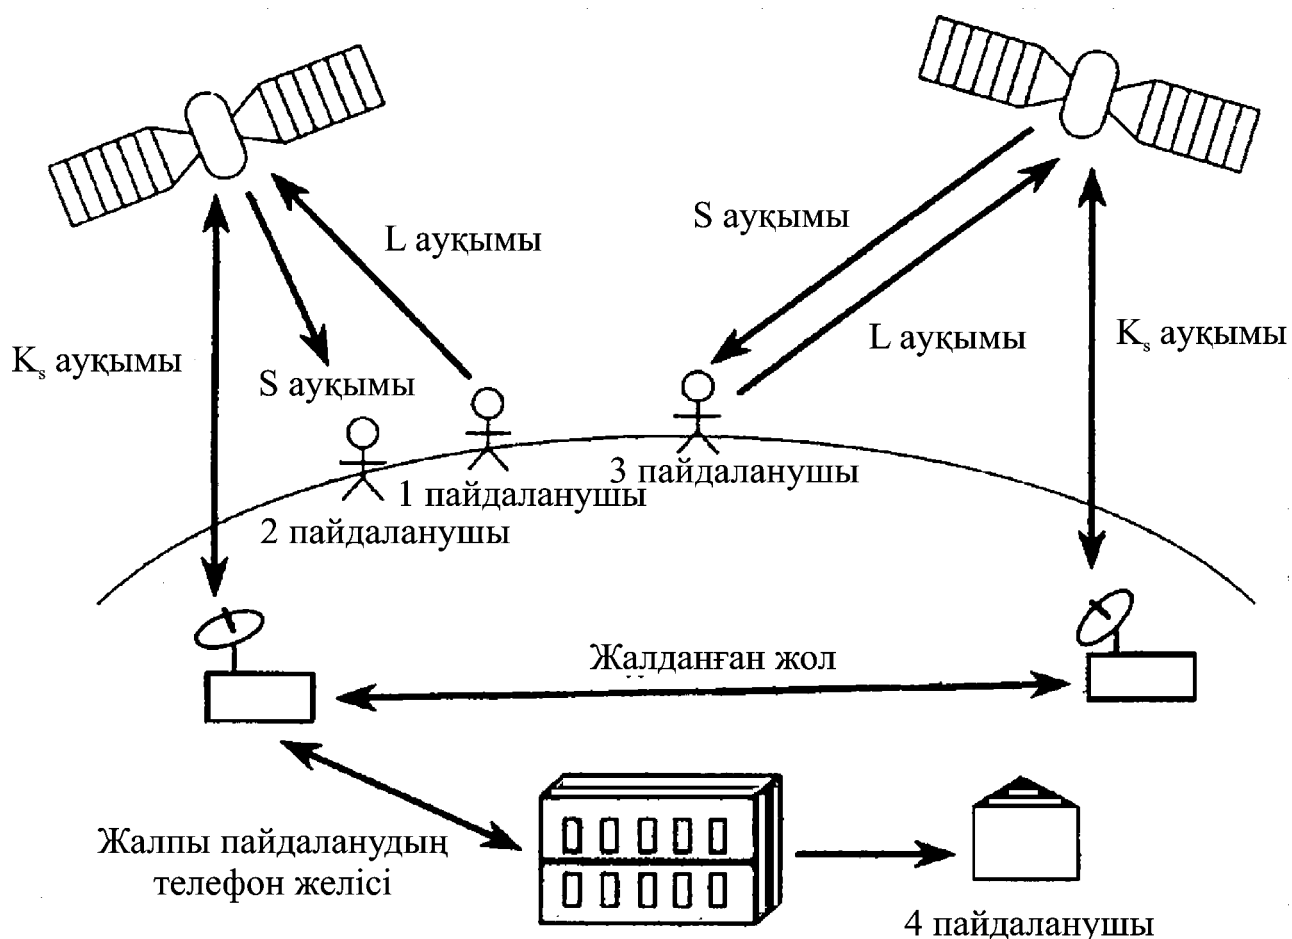 S ауқымы
L ауқымы
L ауқымы
Kₛ ауқымы
Kₛ ауқымы
S ауқымы
3 пайдаланушы
1 пайдаланушы
2 пайдаланушы
Жалданған жол
Жалпы пайдаланудың
телефон желісі
4 пайдаланушы